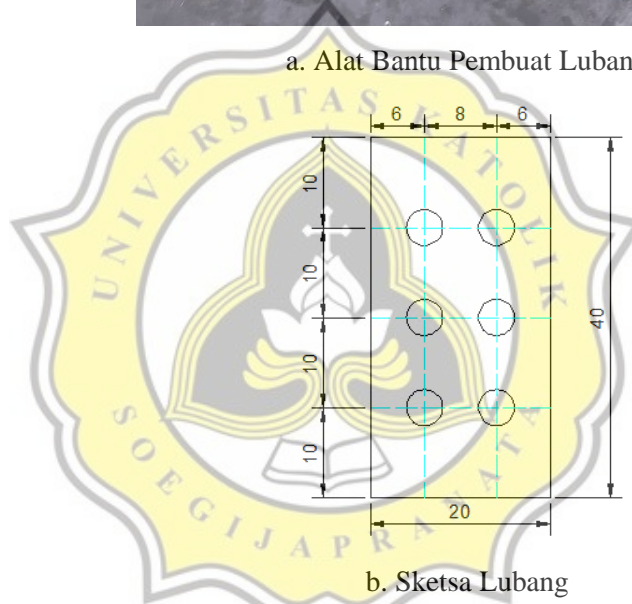 a. Alat Bantu Pembuat Luban
UNIVERSITAS KATOLIK
6 8 6
10
10
10
10
40
20
SOEGIJAPRANATA
b. Sketsa Lubang